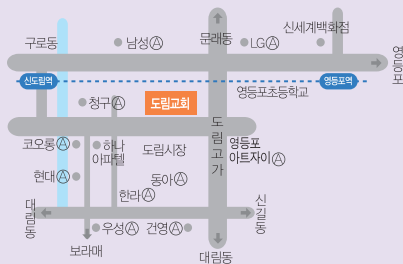 구로동
남성Ⓐ
문래동
LGⒶ
신세계백화점
영등포
신도림역
영등포역
영등포초등학교
청구Ⓐ
도림교회
코오롱Ⓐ
하나
아파텔
도림시장
도림고가
영등포
아트자이Ⓐ
현대Ⓐ
동아Ⓐ
한라Ⓐ
대림동
신길동
우성Ⓐ
건영Ⓐ
보라매
대림동